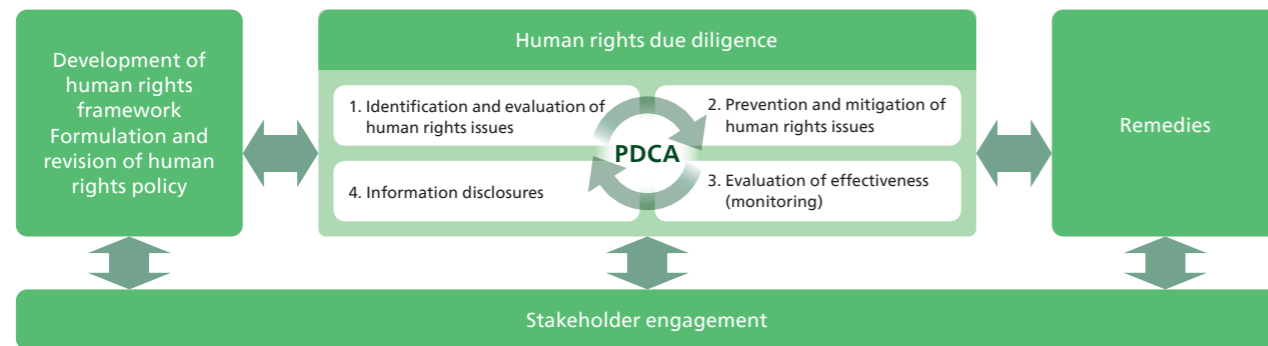 Development of
human rights
framework
Formulation and
revision of human
rights policy
Human rights due diligence
1. Identification and evaluation of
human rights issues
2. Prevention and mitigation of
human rights issues
PDCA
4. Information disclosures
3. Evaluation of effectiveness
(monitoring)
Remedies
Stakeholder engagement